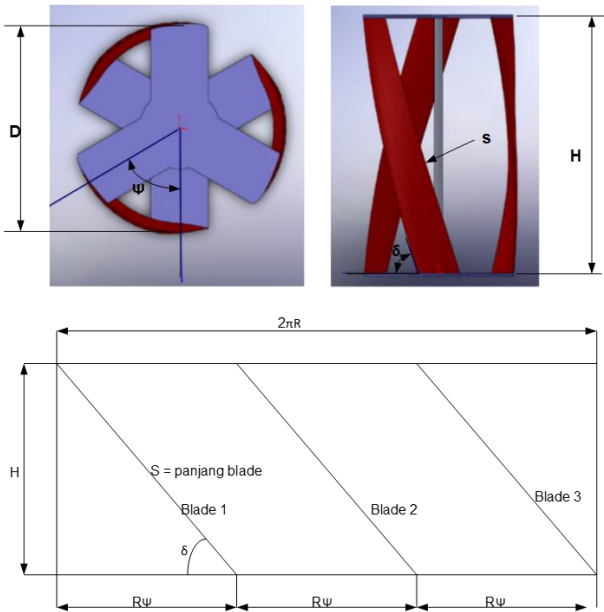 D
Ψ
S
δ
H
2πR
H
S = panjang blade
Blade 1
Blade 2
Blade 3
δ
RΨ
RΨ
RΨ